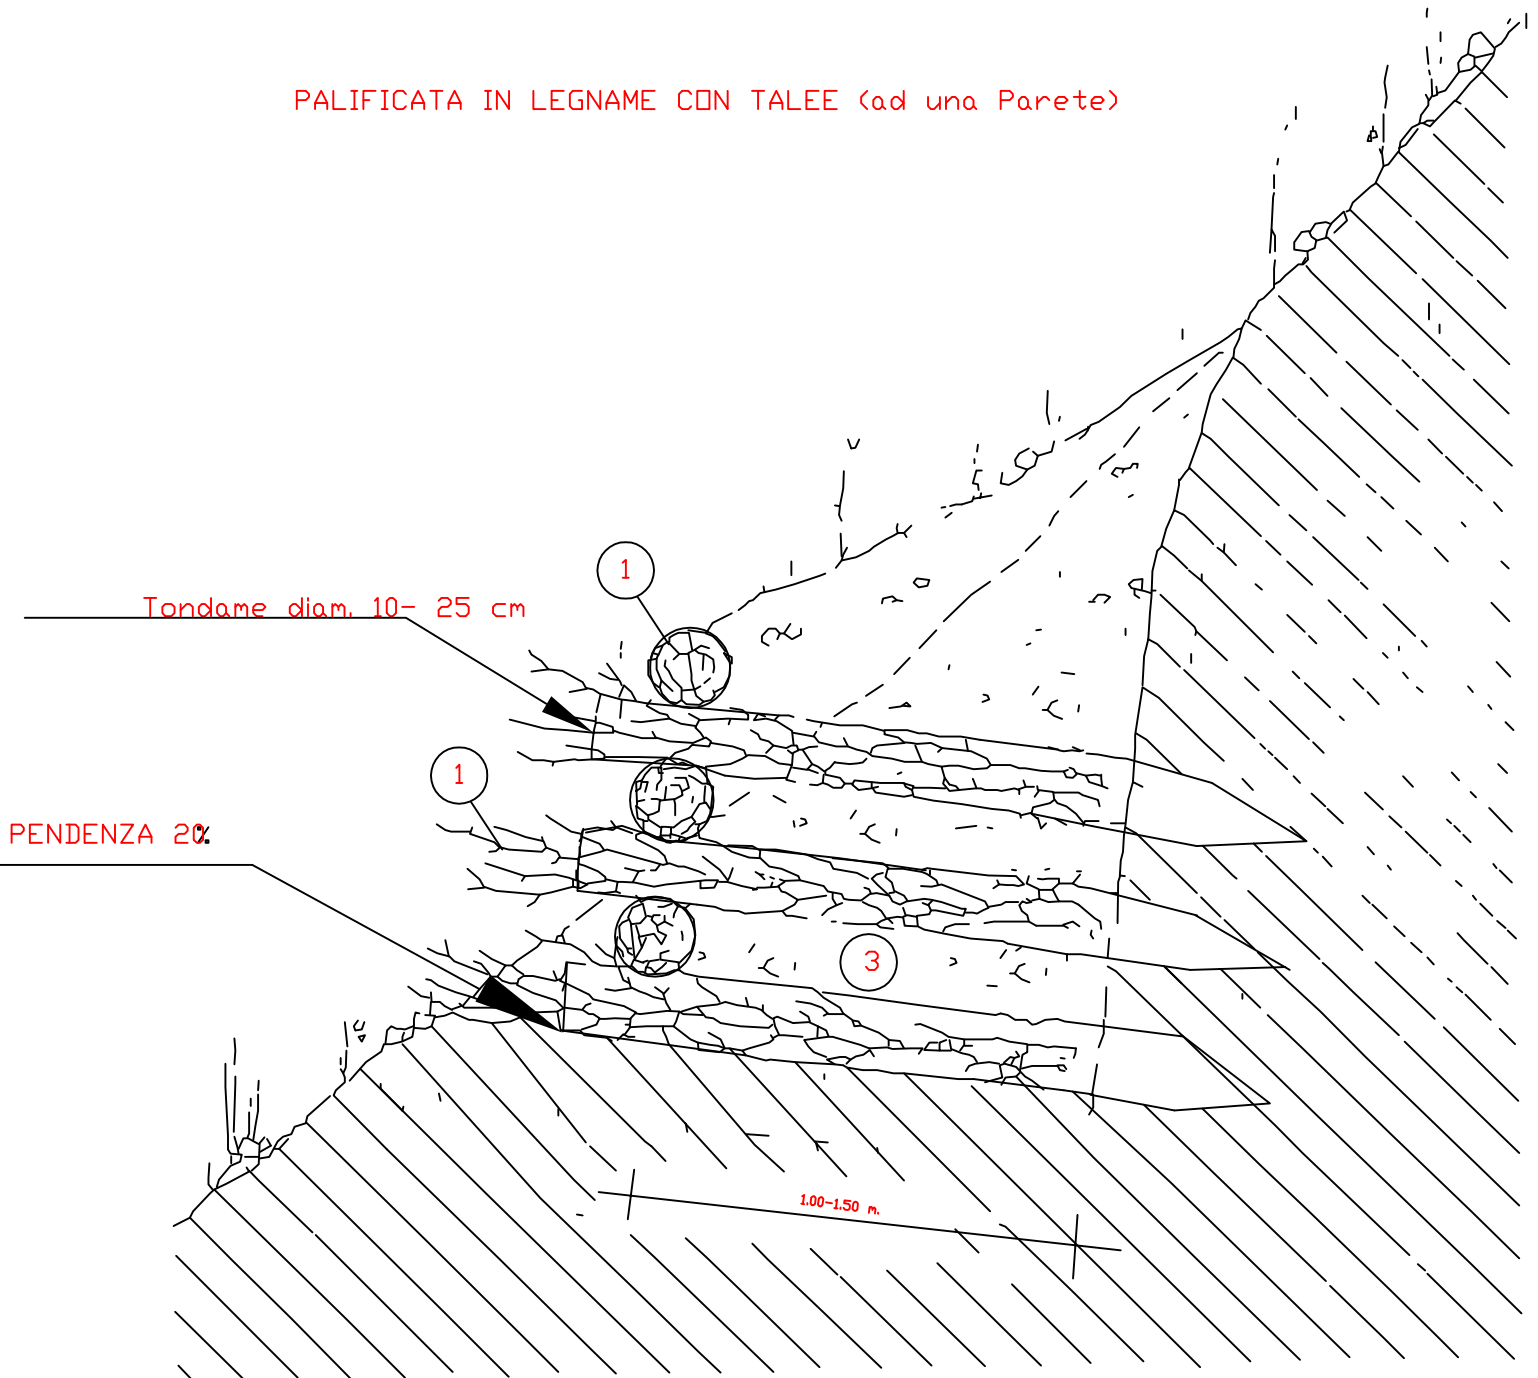 PALIFICATA IN LEGNAME CON TALEE (ad una Parete)
1
Tondame diam. 10- 25 cm
1
PENDENZA 20%
3
1.00-1.50 m.